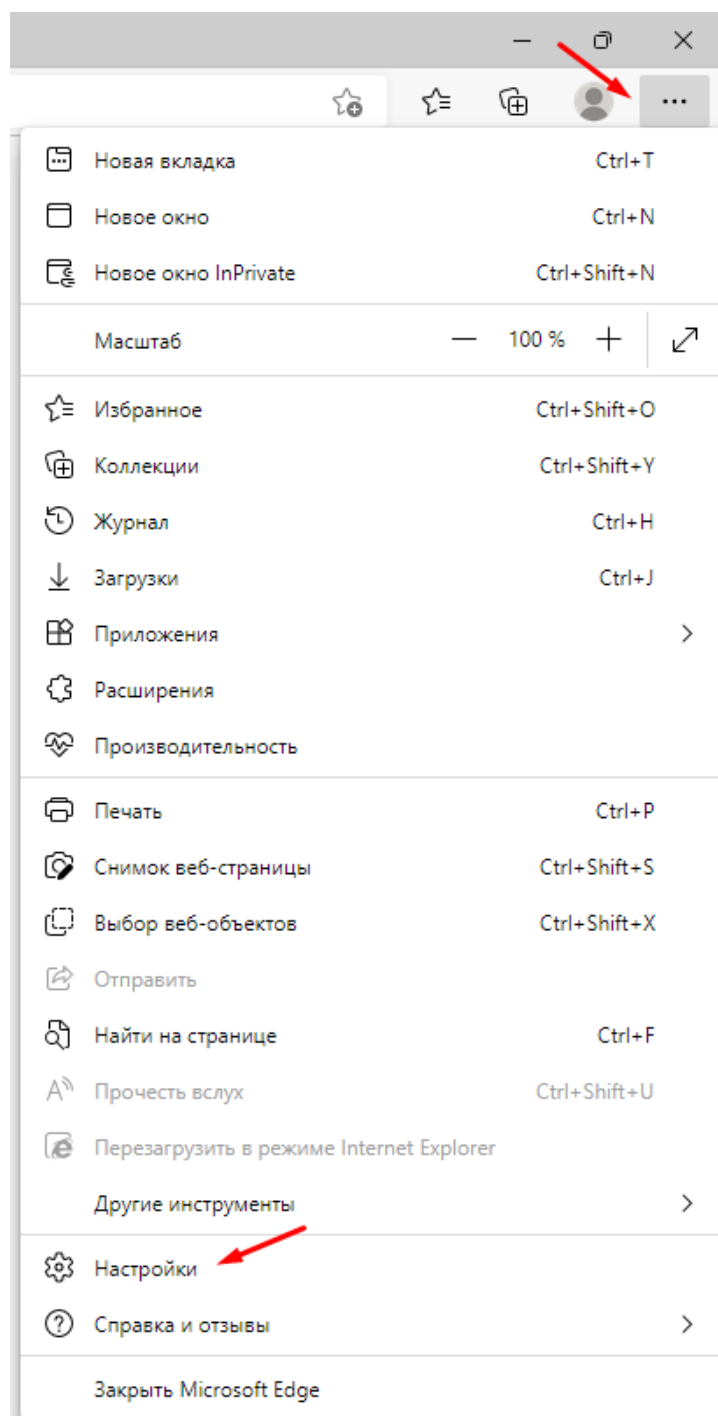 Новая вкладка Ctrl+T
Новое окно Ctrl+N
Новое окно InPrivate Ctrl+Shift+N
Масштаб — 100 % +
Избранное Ctrl+Shift+O
Коллекции Ctrl+Shift+Y
Журнал Ctrl+H
Загрузки Ctrl+J
Приложения
Расширения
Производительность
Печать Ctrl+P
Снимок веб-страницы Ctrl+Shift+S
Выбор веб-объектов Ctrl+Shift+X
Отправить
Найти на странице Ctrl+F
Прочесть вслух Ctrl+Shift+U
Перезагрузить в режиме Internet Explorer
Другие инструменты
Настройки
Справка и отзывы
Закрыть Microsoft Edge